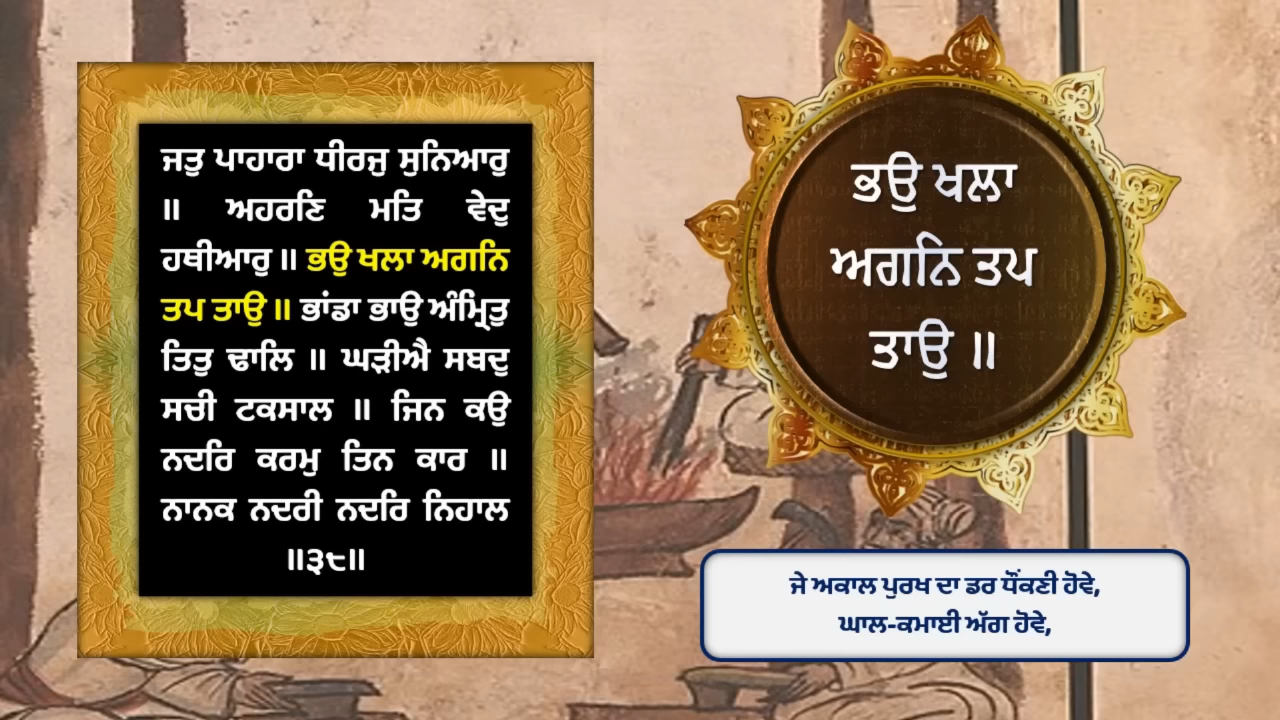 ਜਤੁ ਪਾਹਾਰਾ ਧੀਰਜੁ ਸੁਨਿਆਰੁ
॥ ਅਹਰਣਿ ਮਤਿ ਵੇਦੁ
ਹਥੀਆਰੁ ॥ ਭਉ ਖਲਾ ਅਗਨਿ
ਤਪ ਤਾਉ ॥ ਭਾਂਡਾ ਭਾਉ ਅੰਮ੍ਰਿਤੁ
ਤਿਤੁ ਢਾਲਿ ॥ ਘੜੀਐ ਸਬਦੁ
ਸਚੀ ਟਕਸਾਲ ॥ ਜਿਨ ਕਉ
ਨਦਰਿ ਕਰਮੁ ਤਿਨ ਕਾਰ ॥
ਨਾਨਕ ਨਦਰੀ ਨਦਰਿ ਨਿਹਾਲ
॥੩੮॥
ਭਉ ਖਲਾ
ਅਗਨਿ ਤਪ
ਤਾਉ ॥
ਜੇ ਅਕਾਲ ਪੁਰਖ ਦਾ ਡਰ ਧੌਂਕਣੀ ਹੋਵੇ,
ਘਾਲ-ਕਮਾਈ ਅੱਗ ਹੋਵੇ,